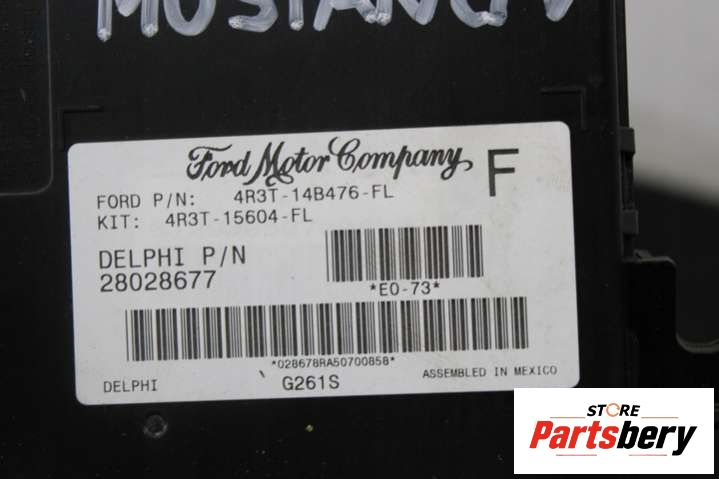 MUSTANG V
Ford Motor Company
F
FORD P/N: 4R3T-14B476-FL
KIT: 4R3T-15604-FL
DELPHI P/N
28028677
*E0-73*
*028678RA50700858*
DELPHI G261S ASSEMBLED IN MEXICO
STORE
Partsbery